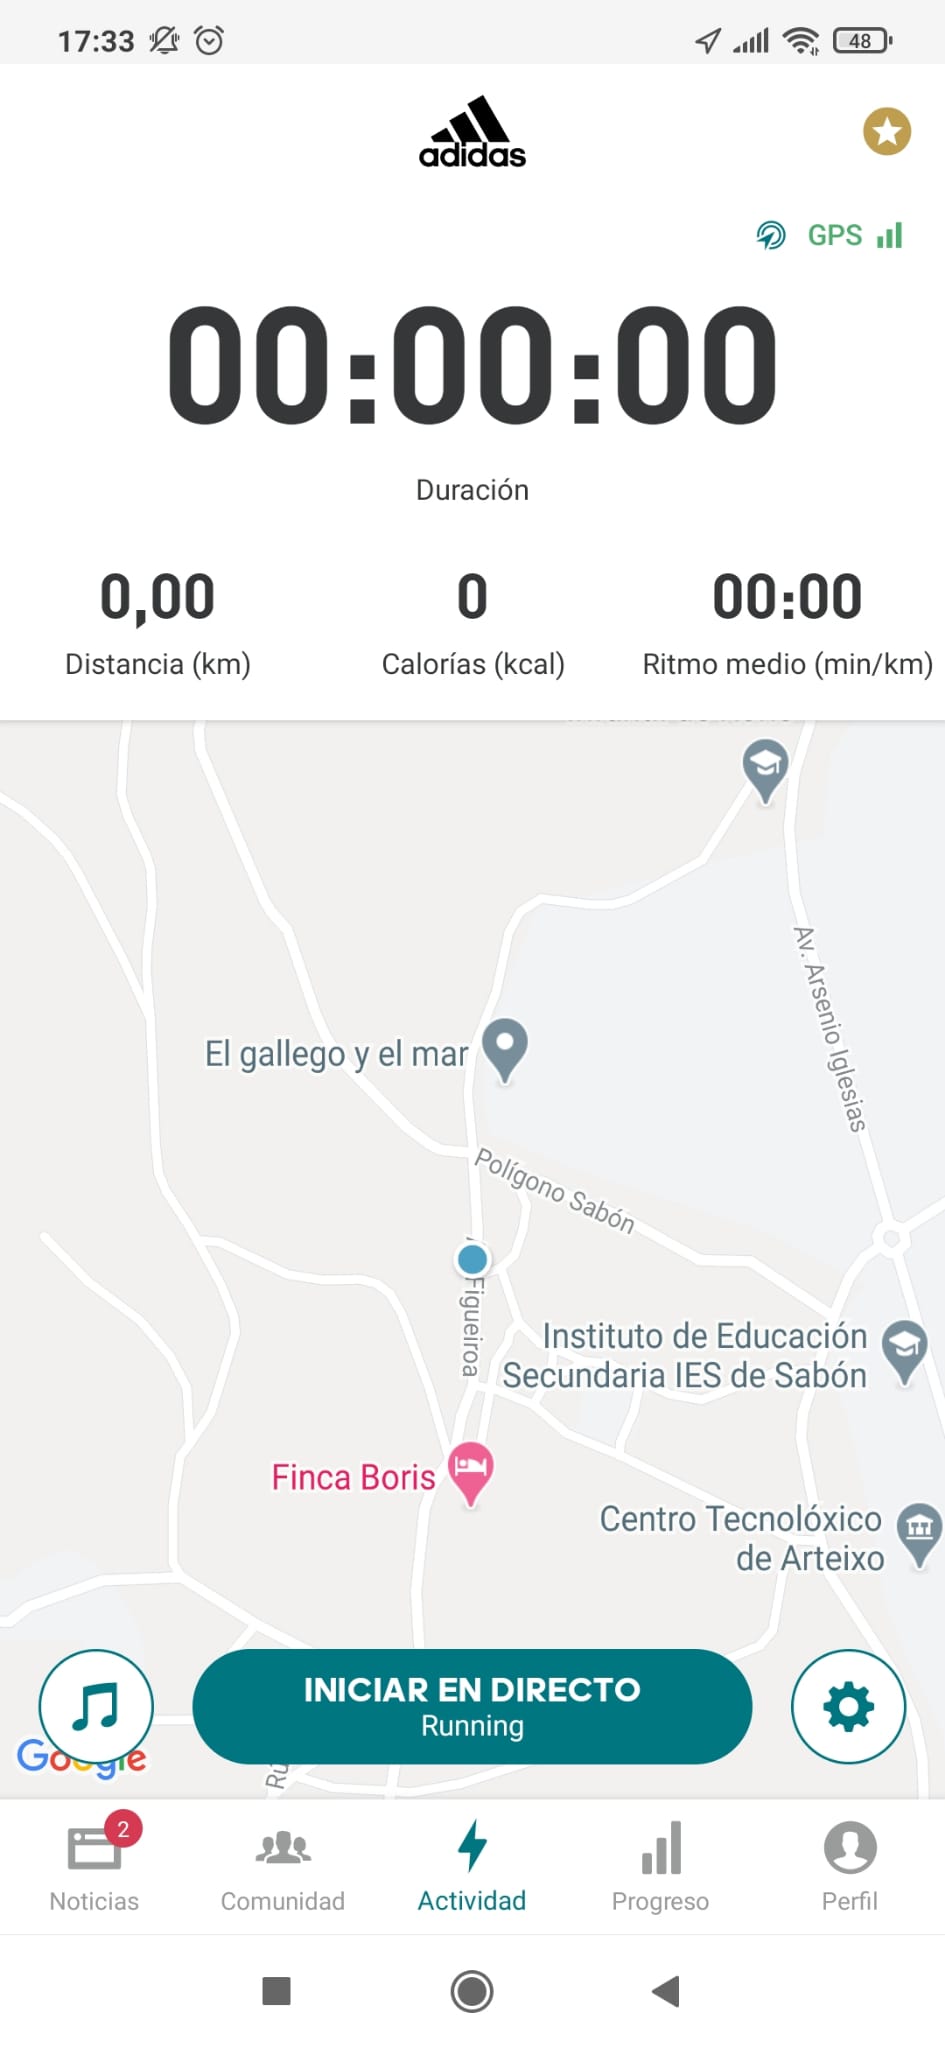 17:33
48
adidas
GPS
00:00:00
Duración
0,00
0
00:00
Distancia (km)
Calorías (kcal)
Ritmo medio (min/km)
Av. Arsenio Iglesias
El gallego y el mar
Polígono Sabón
Figueiroa
Instituto de Educación
Secundaria IES de Sabón
Finca Boris
Centro Tecnolóxico
de Arteixo
INICIAR EN DIRECTO
Running
Google
2
Noticias
Comunidad
Actividad
Progreso
Perfil